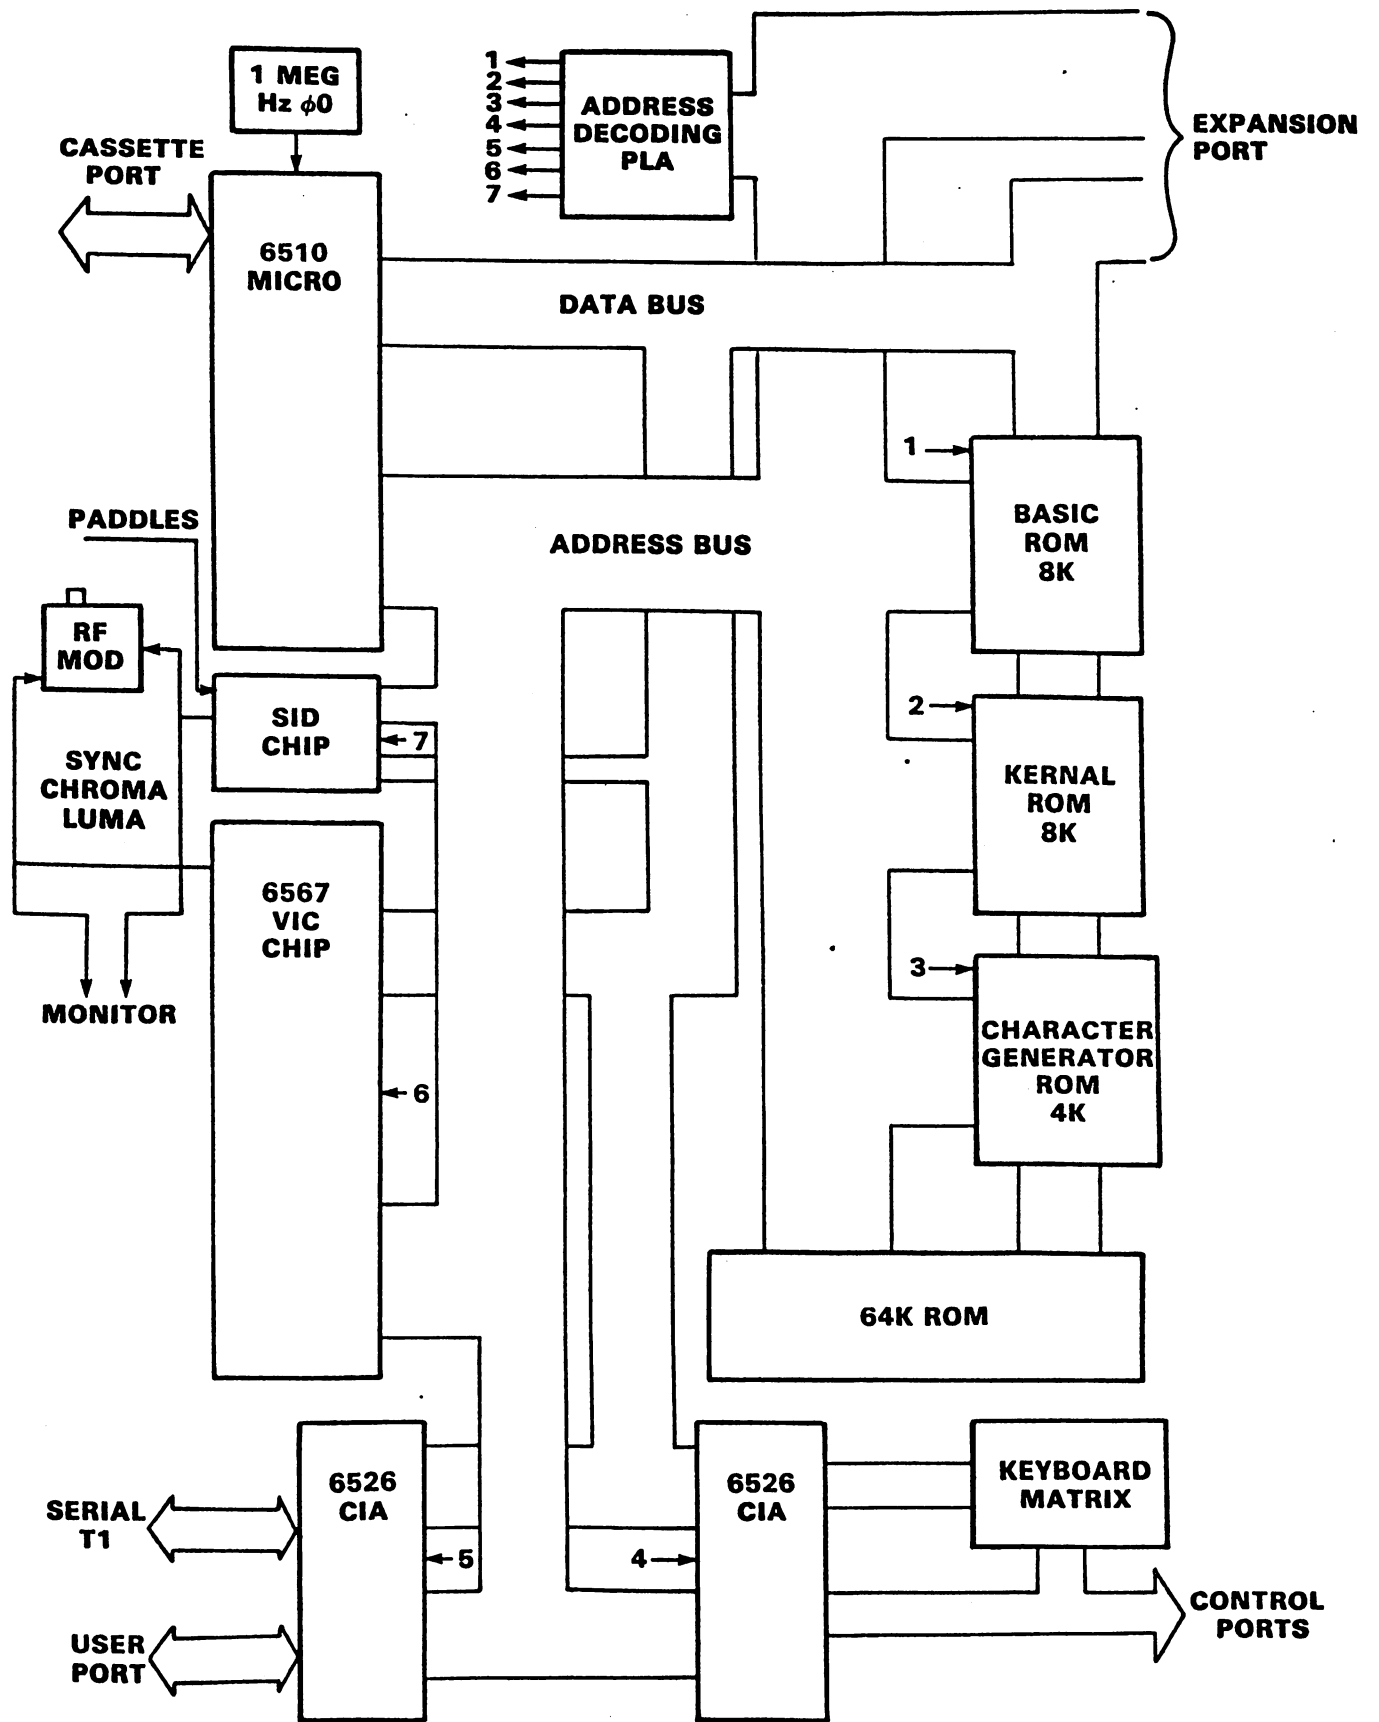 1 MEG
Hz ϕ0
1
2
3
4
5
6
7
ADDRESS
DECODING
PLA
EXPANSION
PORT
CASSETTE
PORT
6510
MICRO
DATA BUS
1
BASIC
ROM
8K
PADDLES
ADDRESS BUS
RF
MOD
SID
CHIP
7
2
KERNAL
ROM
8K
SYNC
CHROMA
LUMA
6567
VIC
CHIP
3
CHARACTER
GENERATOR
ROM
4K
MONITOR
6
64K ROM
6526
CIA
5
4
6526
CIA
KEYBOARD
MATRIX
SERIAL
T1
USER
PORT
CONTROL
PORTS